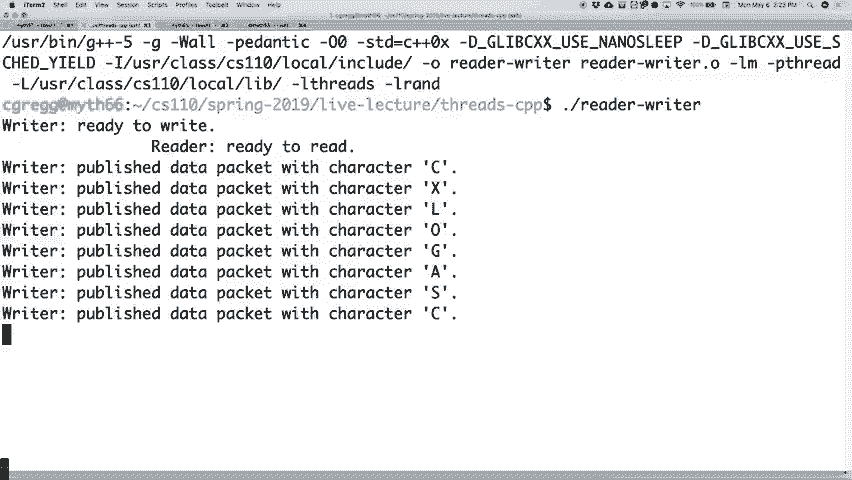 iTerm2 Shell Edit View Session Scripts Profiles Toolbelt Window Help Mon May 6 2:23 PM
/usr/bin/g++-5 -g -Wall -pedantic -O0 -std=c++0x -D_GLIBCXX_USE_NANOSLEEP -D_GLIBCXX_USE_S
CHED_YIELD -I/usr/class/cs110/local/include/ -o reader-writer reader-writer.o -lm -pthread
-L/usr/class/cs110/local/lib/ -lthreads -lrand
cgregg@myth66:~/cs110/spring-2019/live-lecture/threads-cpp$ ./reader-writer
Writer: ready to write.
Reader: ready to read.
Writer: published data packet with character 'C'.
Writer: published data packet with character 'X'.
Writer: published data packet with character 'L'.
Writer: published data packet with character 'O'.
Writer: published data packet with character 'G'.
Writer: published data packet with character 'A'.
Writer: published data packet with character 'S'.
Writer: published data packet with character 'C'.